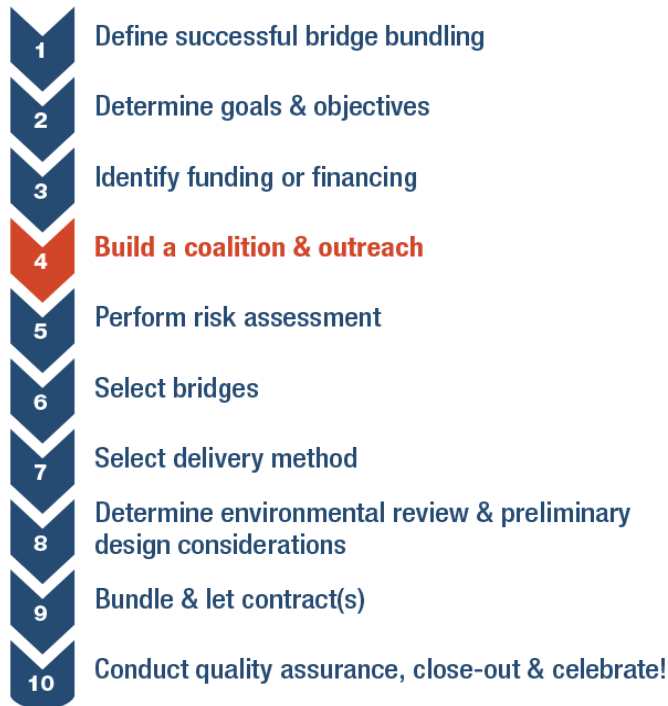 1 Define successful bridge bundling
2 Determine goals & objectives
3 Identify funding or financing
4 Build a coalition & outreach
5 Perform risk assessment
6 Select bridges
7 Select delivery method
8 Determine environmental review & preliminary
design considerations
9 Bundle & let contract(s)
10 Conduct quality assurance, close-out & celebrate!